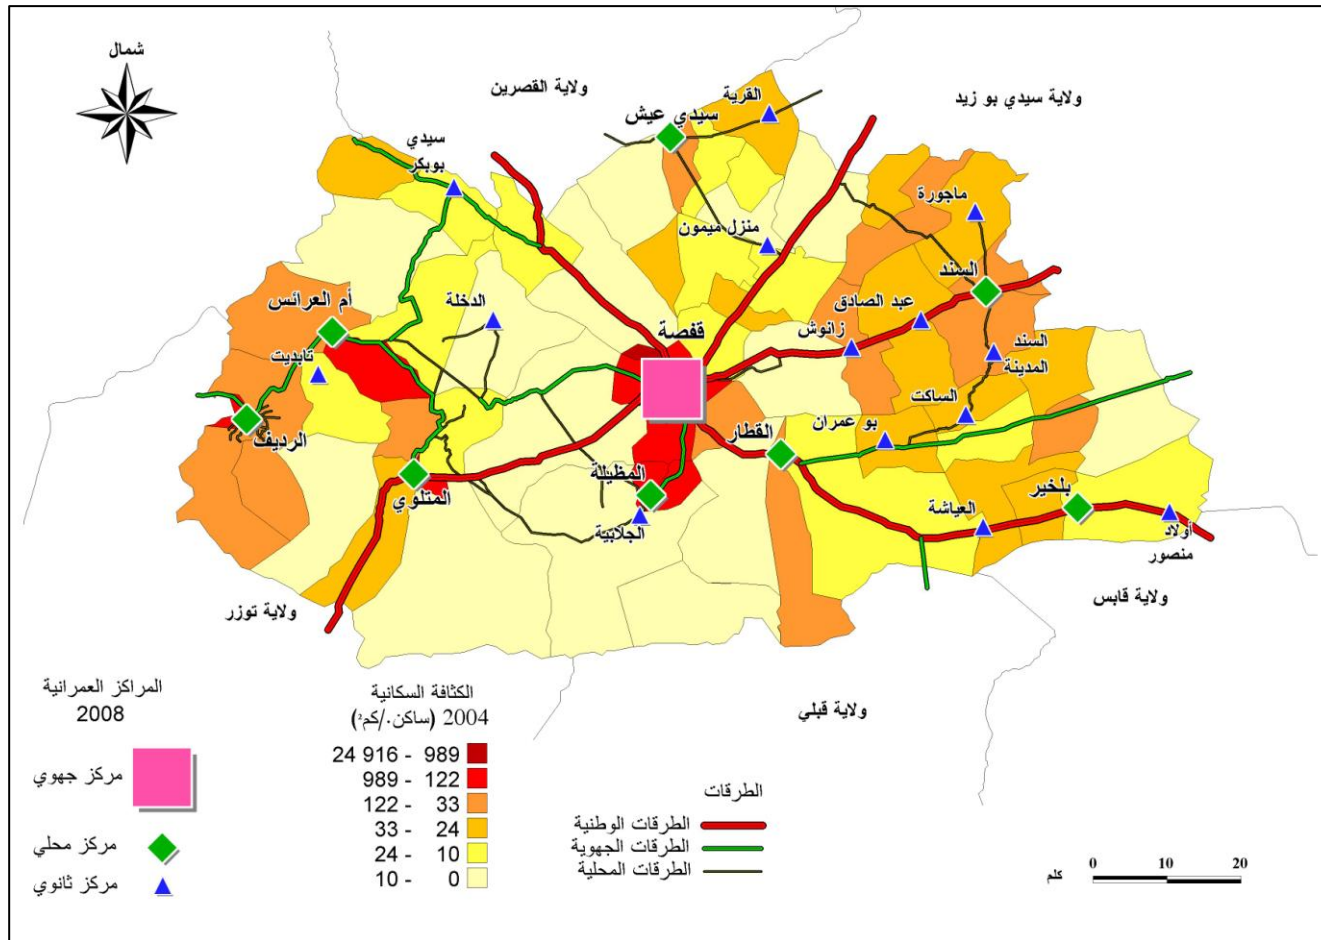 شمال
ولاية القصرين
ولاية سيدي بو زيد
القرية
سيدي عيش
سيدي
بوبكر
ماجورة
منزل ميمون
السند
أم العرائس
الدخلة
عبد الصادق
زانوش
قفصة
السند
المدينة
تابديت
الساكت
بو عمران
الرديف
القطار
المظيلة
المتلوي
بلخير
العياشة
الجلابية
أولاد
منصور
ولاية توزر
ولاية قابس
ولاية قبلي
المراكز العمرانية
2008
مركز جهوي
مركز محلي
مركز ثانوي
الكثافة السكانية
2004 (ساكن./كم²)
24 916 - 989
989 - 122
122 - 33
33 - 24
24 - 10
10 - 0
الطرقات
الطرقات الوطنية
الطرقات الجهوية
الطرقات المحلية
0 10 20
كلم